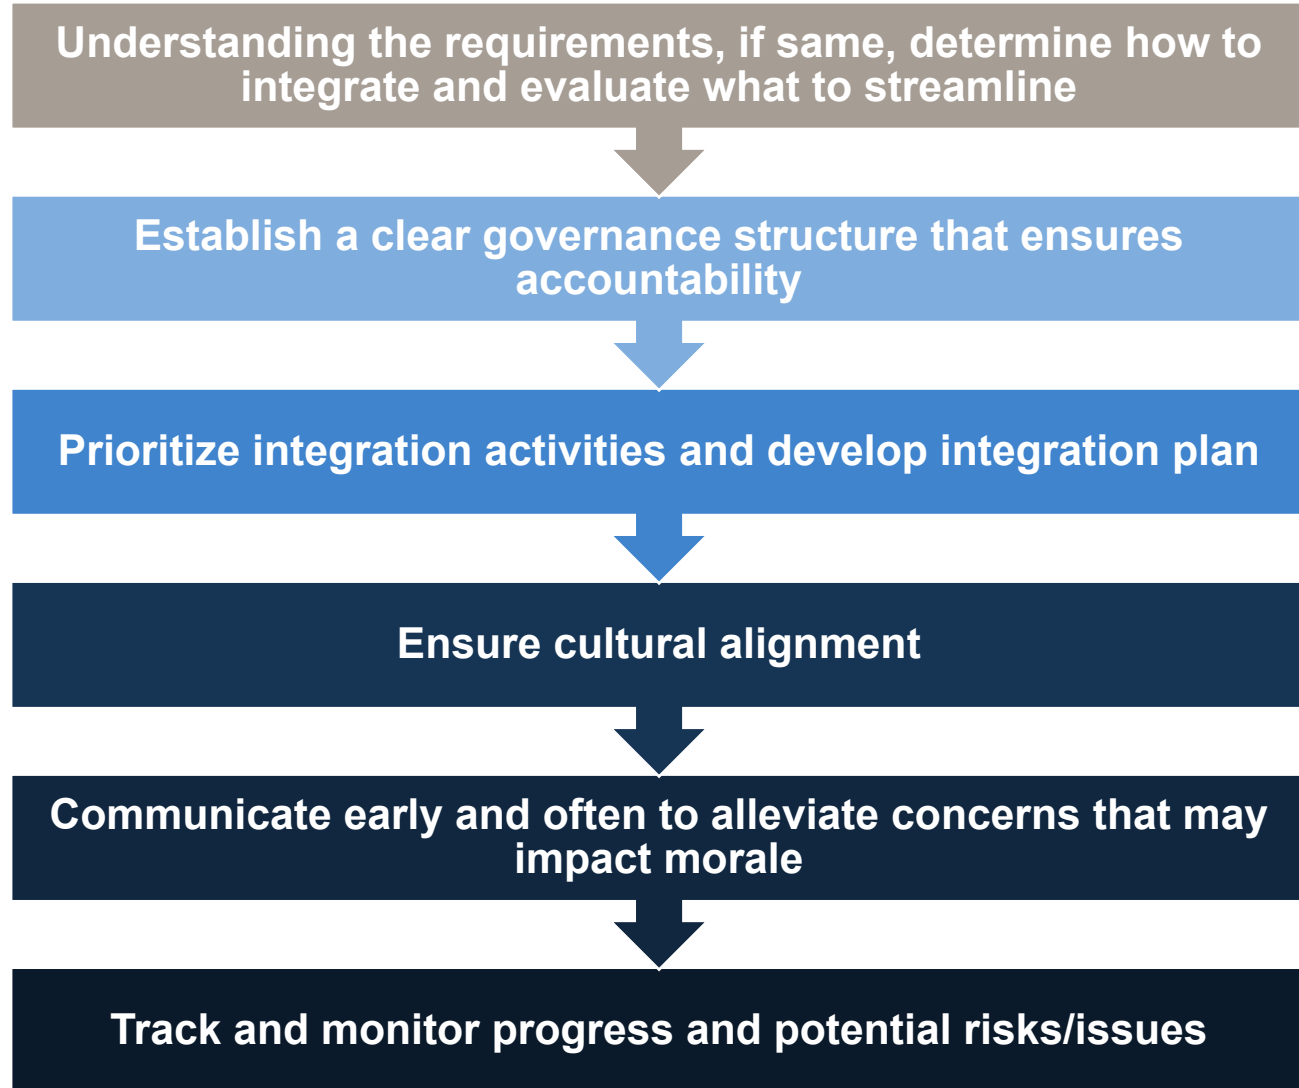 Understanding the requirements, if same, determine how to
integrate and evaluate what to streamline
Establish a clear governance structure that ensures
accountability
Prioritize integration activities and develop integration plan
Ensure cultural alignment
Communicate early and often to alleviate concerns that may
impact morale
Track and monitor progress and potential risks/issues